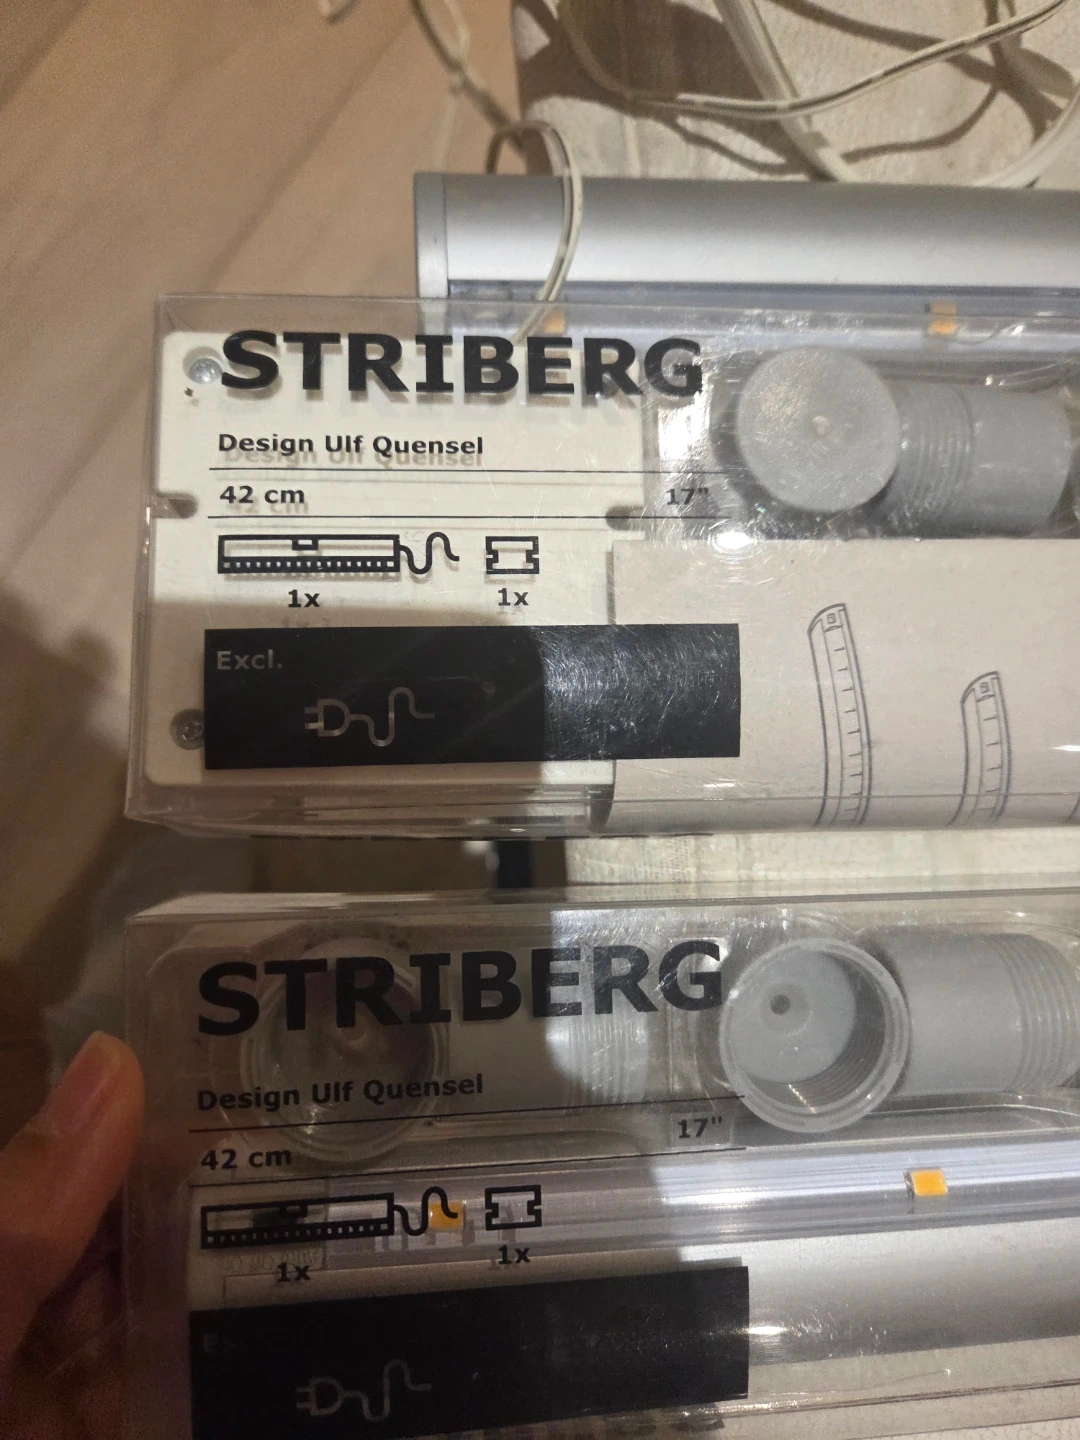 STRIBERG
Design Ulf Quensel
42 cm 17"
1x 1x
Excl.
STRIBERG
Design Ulf Quensel
42 cm 17"
1x 1x